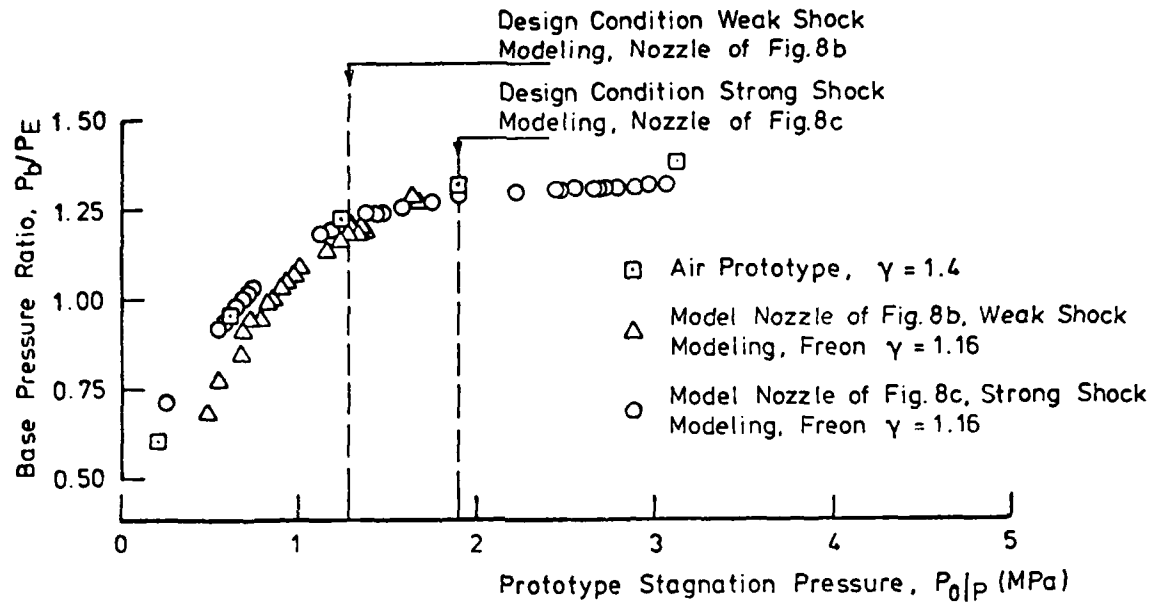 Design Condition Weak Shock
Modeling, Nozzle of Fig. 8b
Design Condition Strong Shock
Modeling, Nozzle of Fig. 8c
Base Pressure Ratio, Pb/PE
1.50
1.25
1.00
0.75
0.50
Air Prototype, γ = 1.4
Model Nozzle of Fig. 8b, Weak Shock
Modeling, Freon γ = 1.16
Model Nozzle of Fig. 8c, Strong Shock
Modeling, Freon γ = 1.16
0 1 2 3 4 5
Prototype Stagnation Pressure, P0|P (MPa)